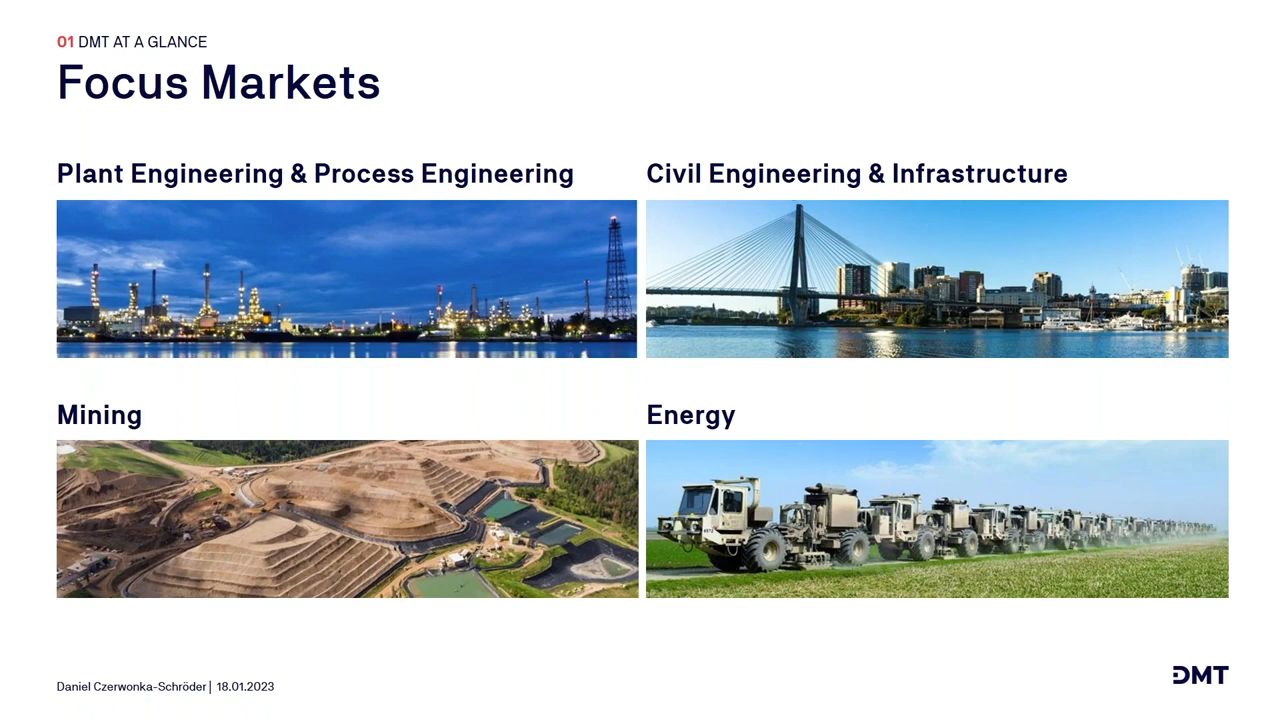 01 DMT AT A GLANCE
Focus Markets
Plant Engineering & Process Engineering
Civil Engineering & Infrastructure
Mining
Energy
Daniel Czerwonka-Schröder | 18.01.2023
DMT